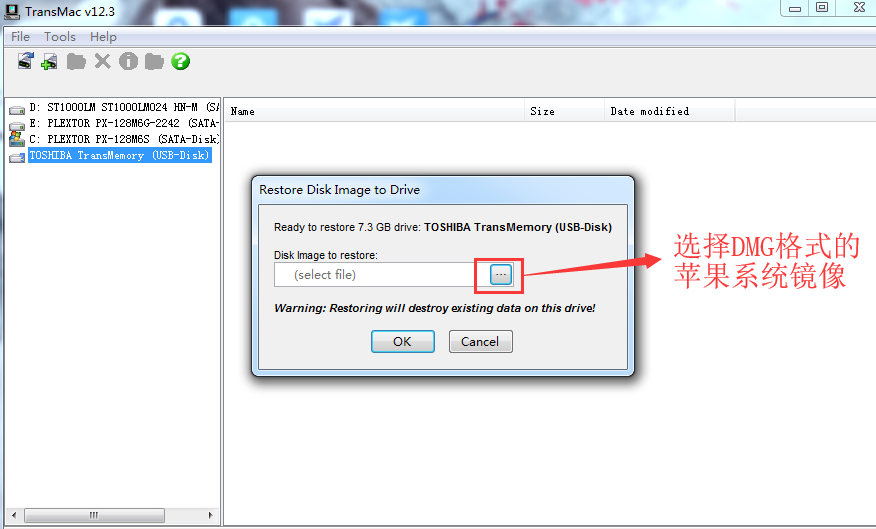 TransMac v12.3
File Tools Help
D: ST1000LM ST1000LM024 HN-M (SA
E: PLEXTOR PX-128M6G-2242 (SATA-
C: PLEXTOR PX-128M6S (SATA-Disk)
TOSHIBA TransMemory (USB-Disk)
Name Size Date modified
Restore Disk Image to Drive
Ready to restore 7.3 GB drive: TOSHIBA TransMemory (USB-Disk)
Disk Image to restore:
(select file)
...
Warning: Restoring will destroy existing data on this drive!
OK Cancel
选择DMG格式的
苹果系统镜像